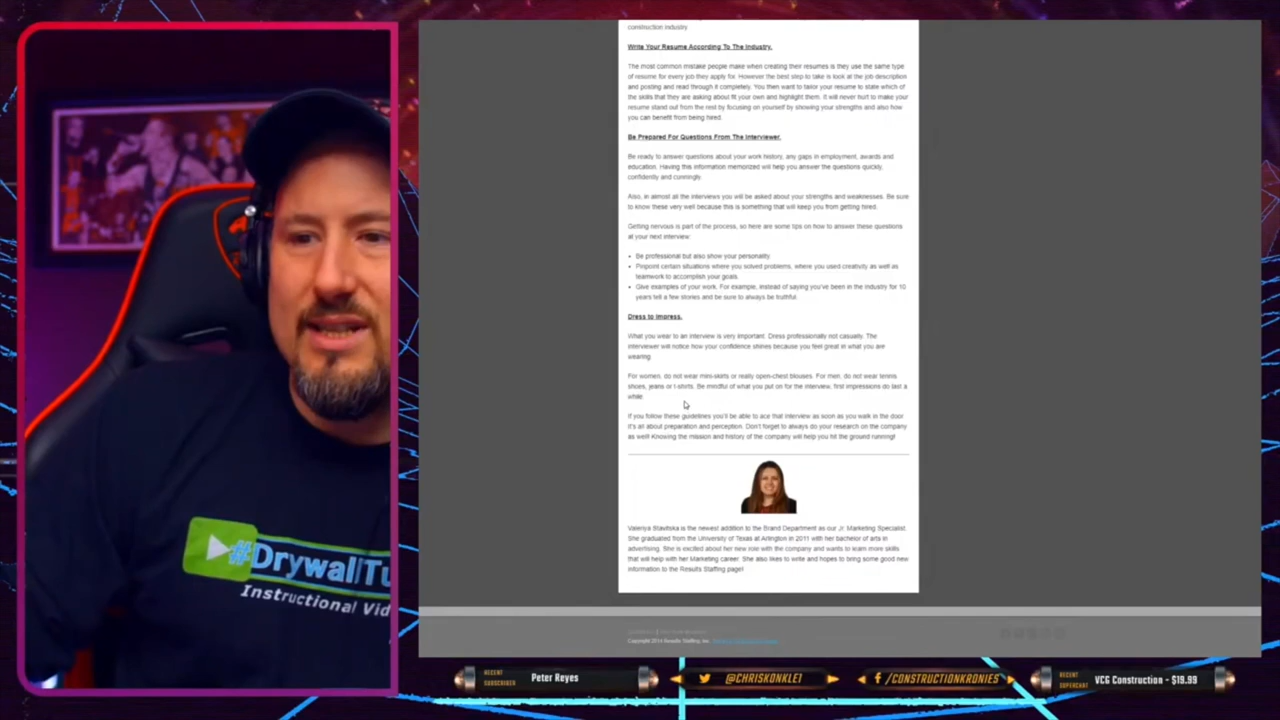 construction industry
Write Your Resume According To The Industry.
The most common mistake people make when creating their resumes is they use the same type
of resume for every job they apply for. However the best step to take is look at the job description
and posting and read through it completely. You then want to tailor your resume to state which of
the skills that they are asking about fit your own and highlight them. It will never hurt to make your
resume stand out from the rest by focusing on yourself by showing your strengths and also how
you can benefit from being hired.
Be Prepared For Questions From The Interviewer.
Be ready to answer questions about your work history, any gaps in employment, awards and
education. Having this information memorized will help you answer the questions quickly,
confidently and cunningly.
Also, in almost all the interviews you will be asked about your strengths and weaknesses. Be sure
to know these very well because this is something that will keep you from getting hired.
Getting nervous is part of the process, so here are some tips on how to answer these questions
at your next interview:
• Be professional but also show your personality.
• Pinpoint certain situations where you solved problems, where you used creativity as well as
teamwork to accomplish your goals.
• Give examples of your work. For example, instead of saying you've been in the industry for 10
years tell a few stories and be sure to always be truthful.
Dress to Impress.
What you wear to an interview is very important. Dress professionally not casually. The
interviewer will notice how your confidence shines because you feel great in what you are
wearing.
For women, do not wear mini-skirts or really open-chest blouses. For men, do not wear tennis
shoes, jeans or t-shirts. Be mindful of what you put on for the interview, first impressions do last a
while.
If you follow these guidelines you'll be able to ace that interview as soon as you walk in the door
it's all about preparation and perception. Don't forget to always do your research on the company
as well! Knowing the mission and history of the company will help you hit the ground running!
Valeriya Stavitska is the newest addition to the Brand Department as our Jr. Marketing Specialist.
She graduated from the University of Texas at Arlington in 2011 with her bachelor of arts in
advertising. She is excited about her new role with the company and wants to learn more skills
that will help with her Marketing career. She also likes to write and hopes to bring some good new
information to the Results Staffing page!
Copyright 2014 Results Staffing, Inc.
#DrywallTu
Instructional Vid
RECENT
SUBSCRIBER
Peter Reyes
@CHRISKONKLE1
/CONSTRUCTIONKRONIES
RECENT
SUPERCHAT
VCG Construction - $19.99